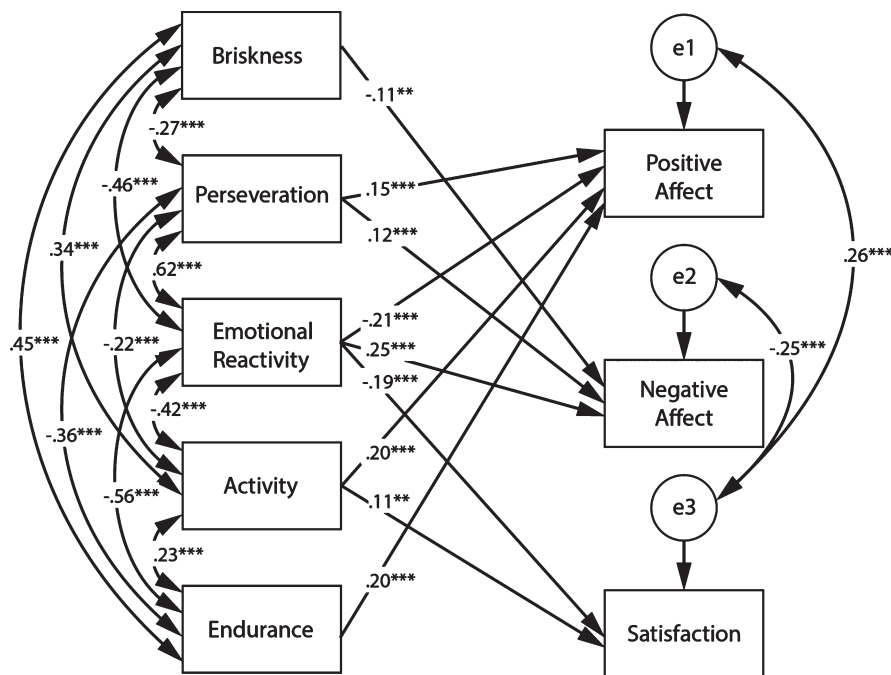 Briskness
e1
-.11**
-.27***
Positive
Affect
Perseveration
-.46***
.15***
.12***
.34***
.26***
.62***
e2
Emotional
Reactivity
-.21***
.45***
-.22***
.25***
-.25***
-.19***
Negative
Affect
-.42***
-.36***
.20***
Activity
-.56***
.11**
e3
.23***
.20***
Endurance
Satisfaction